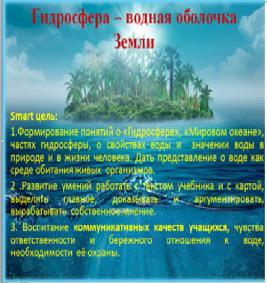 Гидросфера – водная оболочка
Земли
Smart цель:
1.Формирование понятий о «Гидросфере», «Мировом океане»,
частях гидросферы, о свойствах воды и значении воды в
природе и в жизни человека. Дать представление о воде как
среде обитания живых организмов.
2 .Развитие умений работать с текстом учебника и с картой,
выделять главное, доказывать и аргументировать,
вырабатывать собственное мнение.
3. Воспитание коммуникативных качеств учащихся, чувства
ответственности и бережного отношения к воде,
необходимости её охраны.